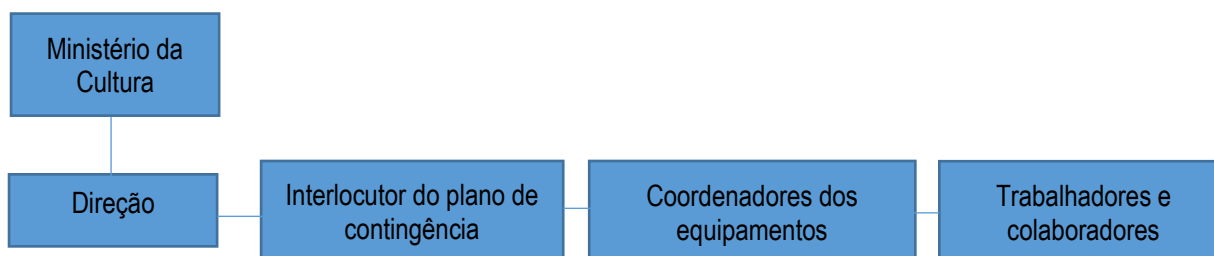 Ministério da
Cultura
Direção
Interlocutor do plano de
contingência
Coordenadores dos
equipamentos
Trabalhadores e
colaboradores